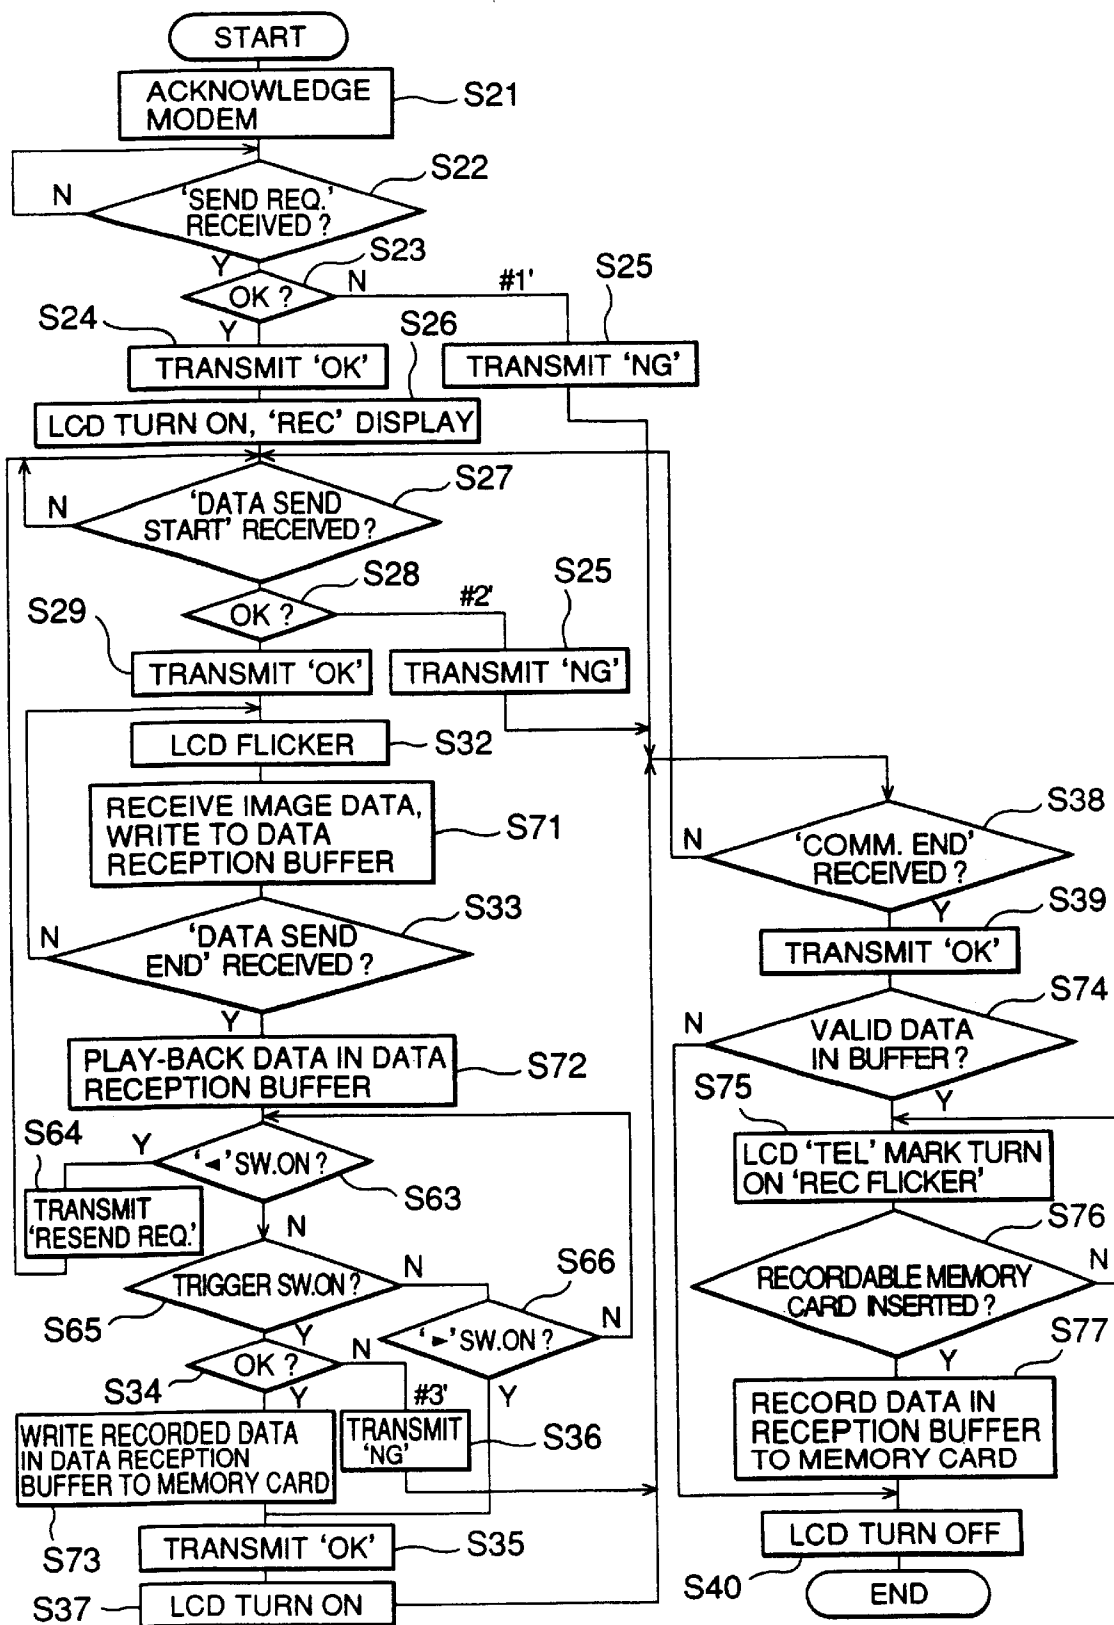 START
ACKNOWLEDGE
MODEM
S21
S22
N
'SEND REQ.'
RECEIVED ?
Y
S23
OK ?
N
#1'
S25
S24
Y
S26
TRANSMIT 'OK'
TRANSMIT 'NG'
LCD TURN ON, 'REC' DISPLAY
S27
N
'DATA SEND
START' RECEIVED ?
S28
OK ?
#2'
S25
S29
TRANSMIT 'OK'
TRANSMIT 'NG'
LCD FLICKER
S32
RECEIVE IMAGE DATA,
WRITE TO DATA
RECEPTION BUFFER
S71
S33
N
'DATA SEND
END' RECEIVED ?
Y
PLAY-BACK DATA IN DATA
RECEPTION BUFFER
S72
S64
Y
'◄' SW.ON ?
S63
TRANSMIT
'RESEND REQ.'
N
TRIGGER SW.ON ?
N
S66
S65
Y
'►' SW.ON ?
N
OK ?
N
Y
S34
Y
#3'
WRITE RECORDED DATA
IN DATA RECEPTION
BUFFER TO MEMORY CARD
TRANSMIT
'NG'
S36
S73
TRANSMIT 'OK'
S35
S37
LCD TURN ON
S38
N
'COMM. END'
RECEIVED ?
Y
S39
TRANSMIT 'OK'
S74
N
VALID DATA
IN BUFFER ?
S75
Y
LCD 'TEL' MARK TURN
ON 'REC FLICKER'
S76
RECORDABLE MEMORY
CARD INSERTED ?
N
Y
S77
RECORD DATA IN
RECEPTION BUFFER
TO MEMORY CARD
LCD TURN OFF
S40
END